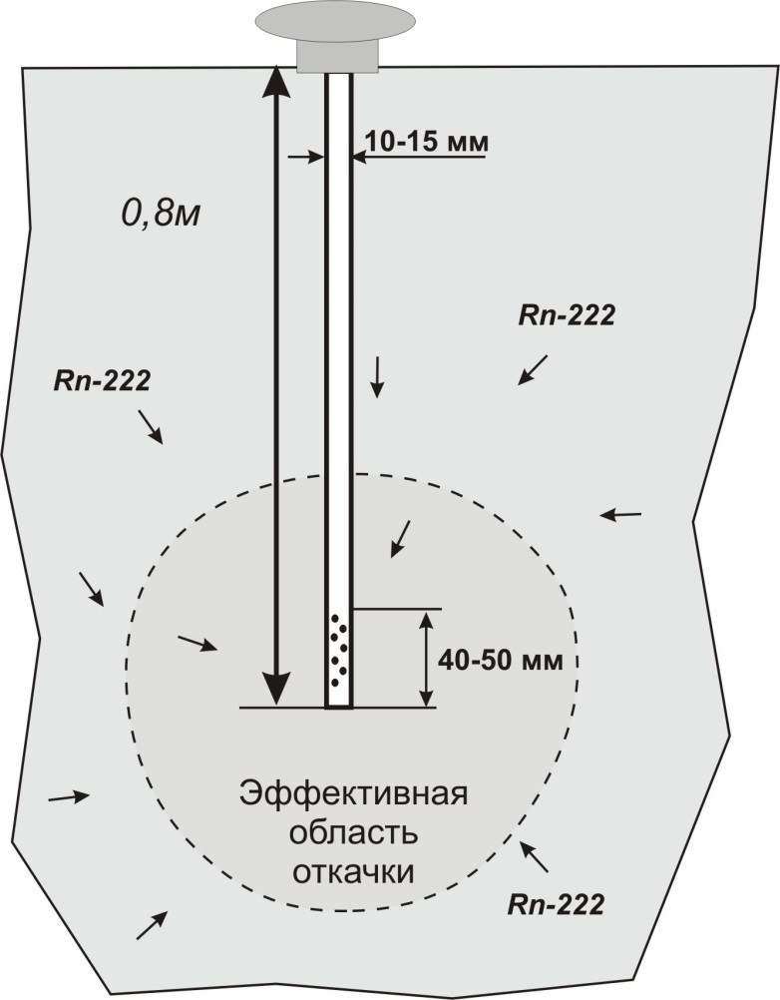 10-15 мм
0,8м
Rn-222
Rn-222
40-50 мм
Эффективная
область
откачки
Rn-222